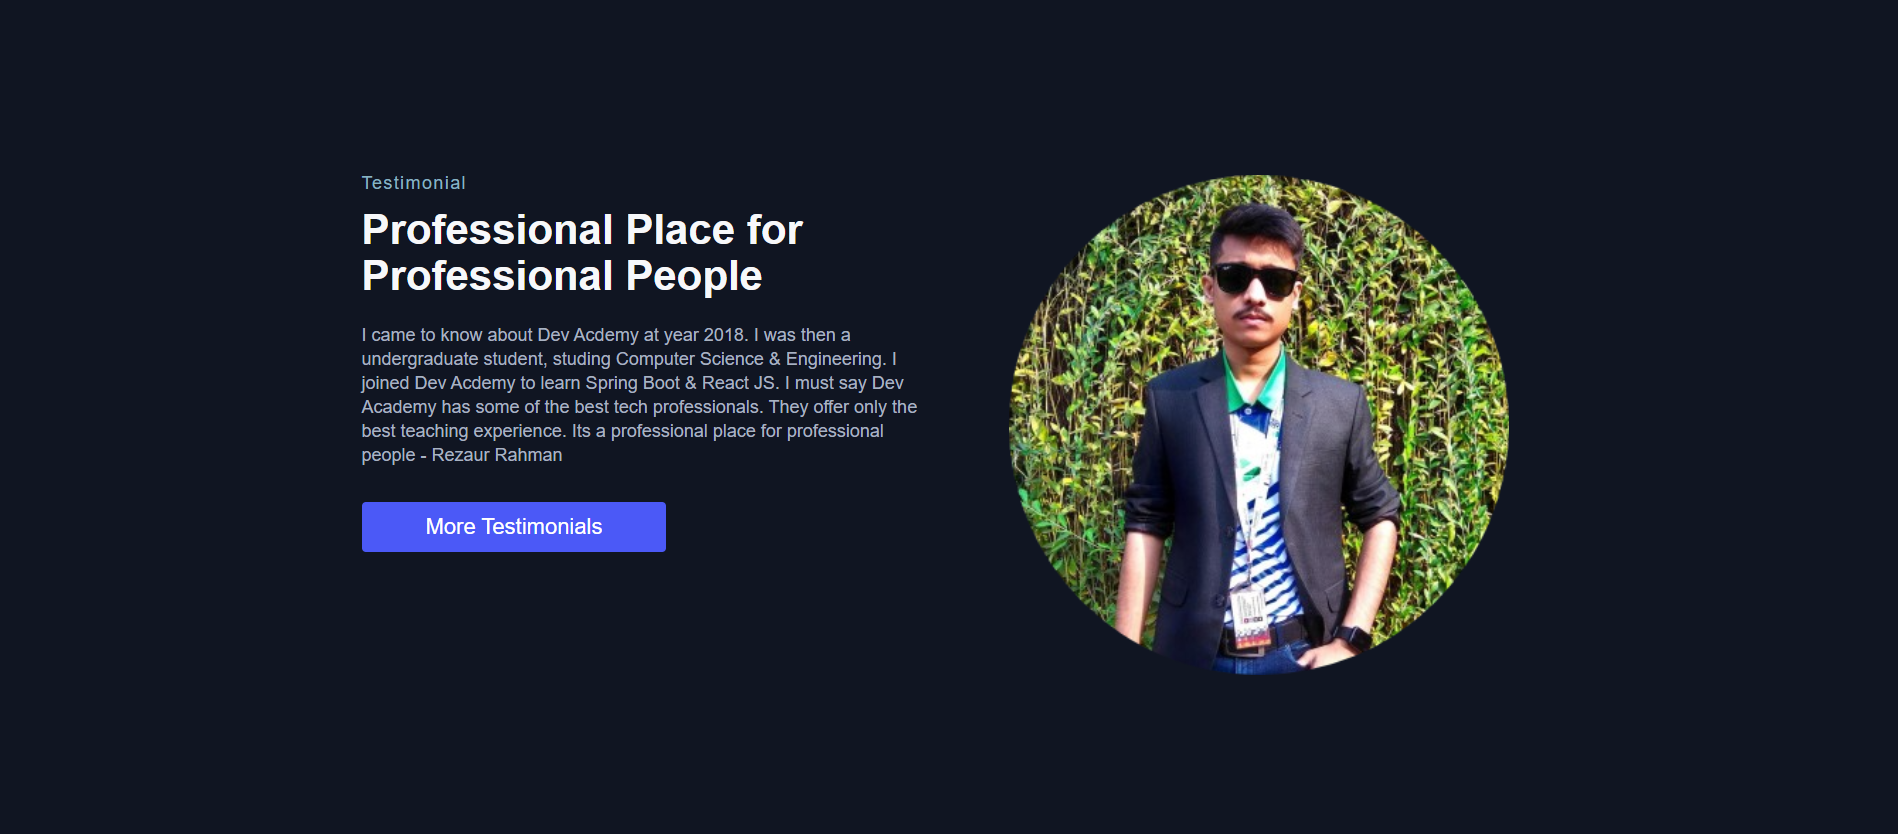 Testimonial
Professional Place for
Professional People
I came to know about Dev Acdemy at year 2018. I was then a
undergraduate student, studing Computer Science & Engineering. I
joined Dev Acdemy to learn Spring Boot & React JS. I must say Dev
Academy has some of the best tech professionals. They offer only the
best teaching experience. Its a professional place for professional
people - Rezaur Rahman
More Testimonials